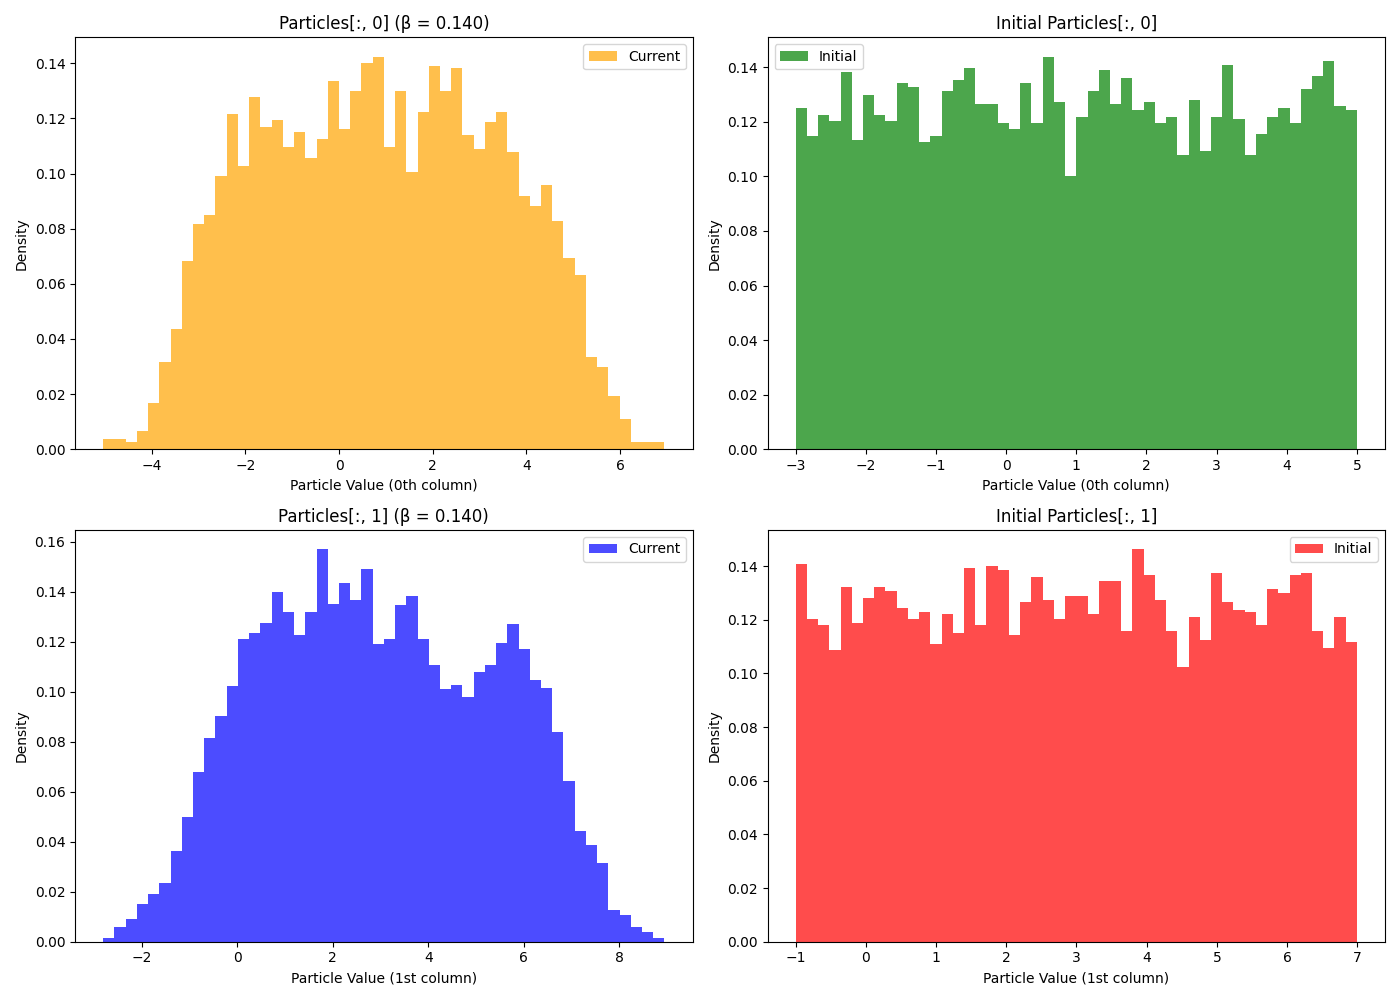 Particles[:, 0] (β = 0.140)
Current
Density
0.14
0.12
0.10
0.08
0.06
0.04
0.02
0.00
−4 −2 0 2 4 6
Particle Value (0th column)
Initial Particles[:, 0]
Initial
Density
0.14
0.12
0.10
0.08
0.06
0.04
0.02
0.00
−3 −2 −1 0 1 2 3 4 5
Particle Value (0th column)
Particles[:, 1] (β = 0.140)
Current
Density
0.16
0.14
0.12
0.10
0.08
0.06
0.04
0.02
0.00
−2 0 2 4 6 8
Particle Value (1st column)
Initial Particles[:, 1]
Initial
Density
0.14
0.12
0.10
0.08
0.06
0.04
0.02
0.00
−1 0 1 2 3 4 5 6 7
Particle Value (1st column)